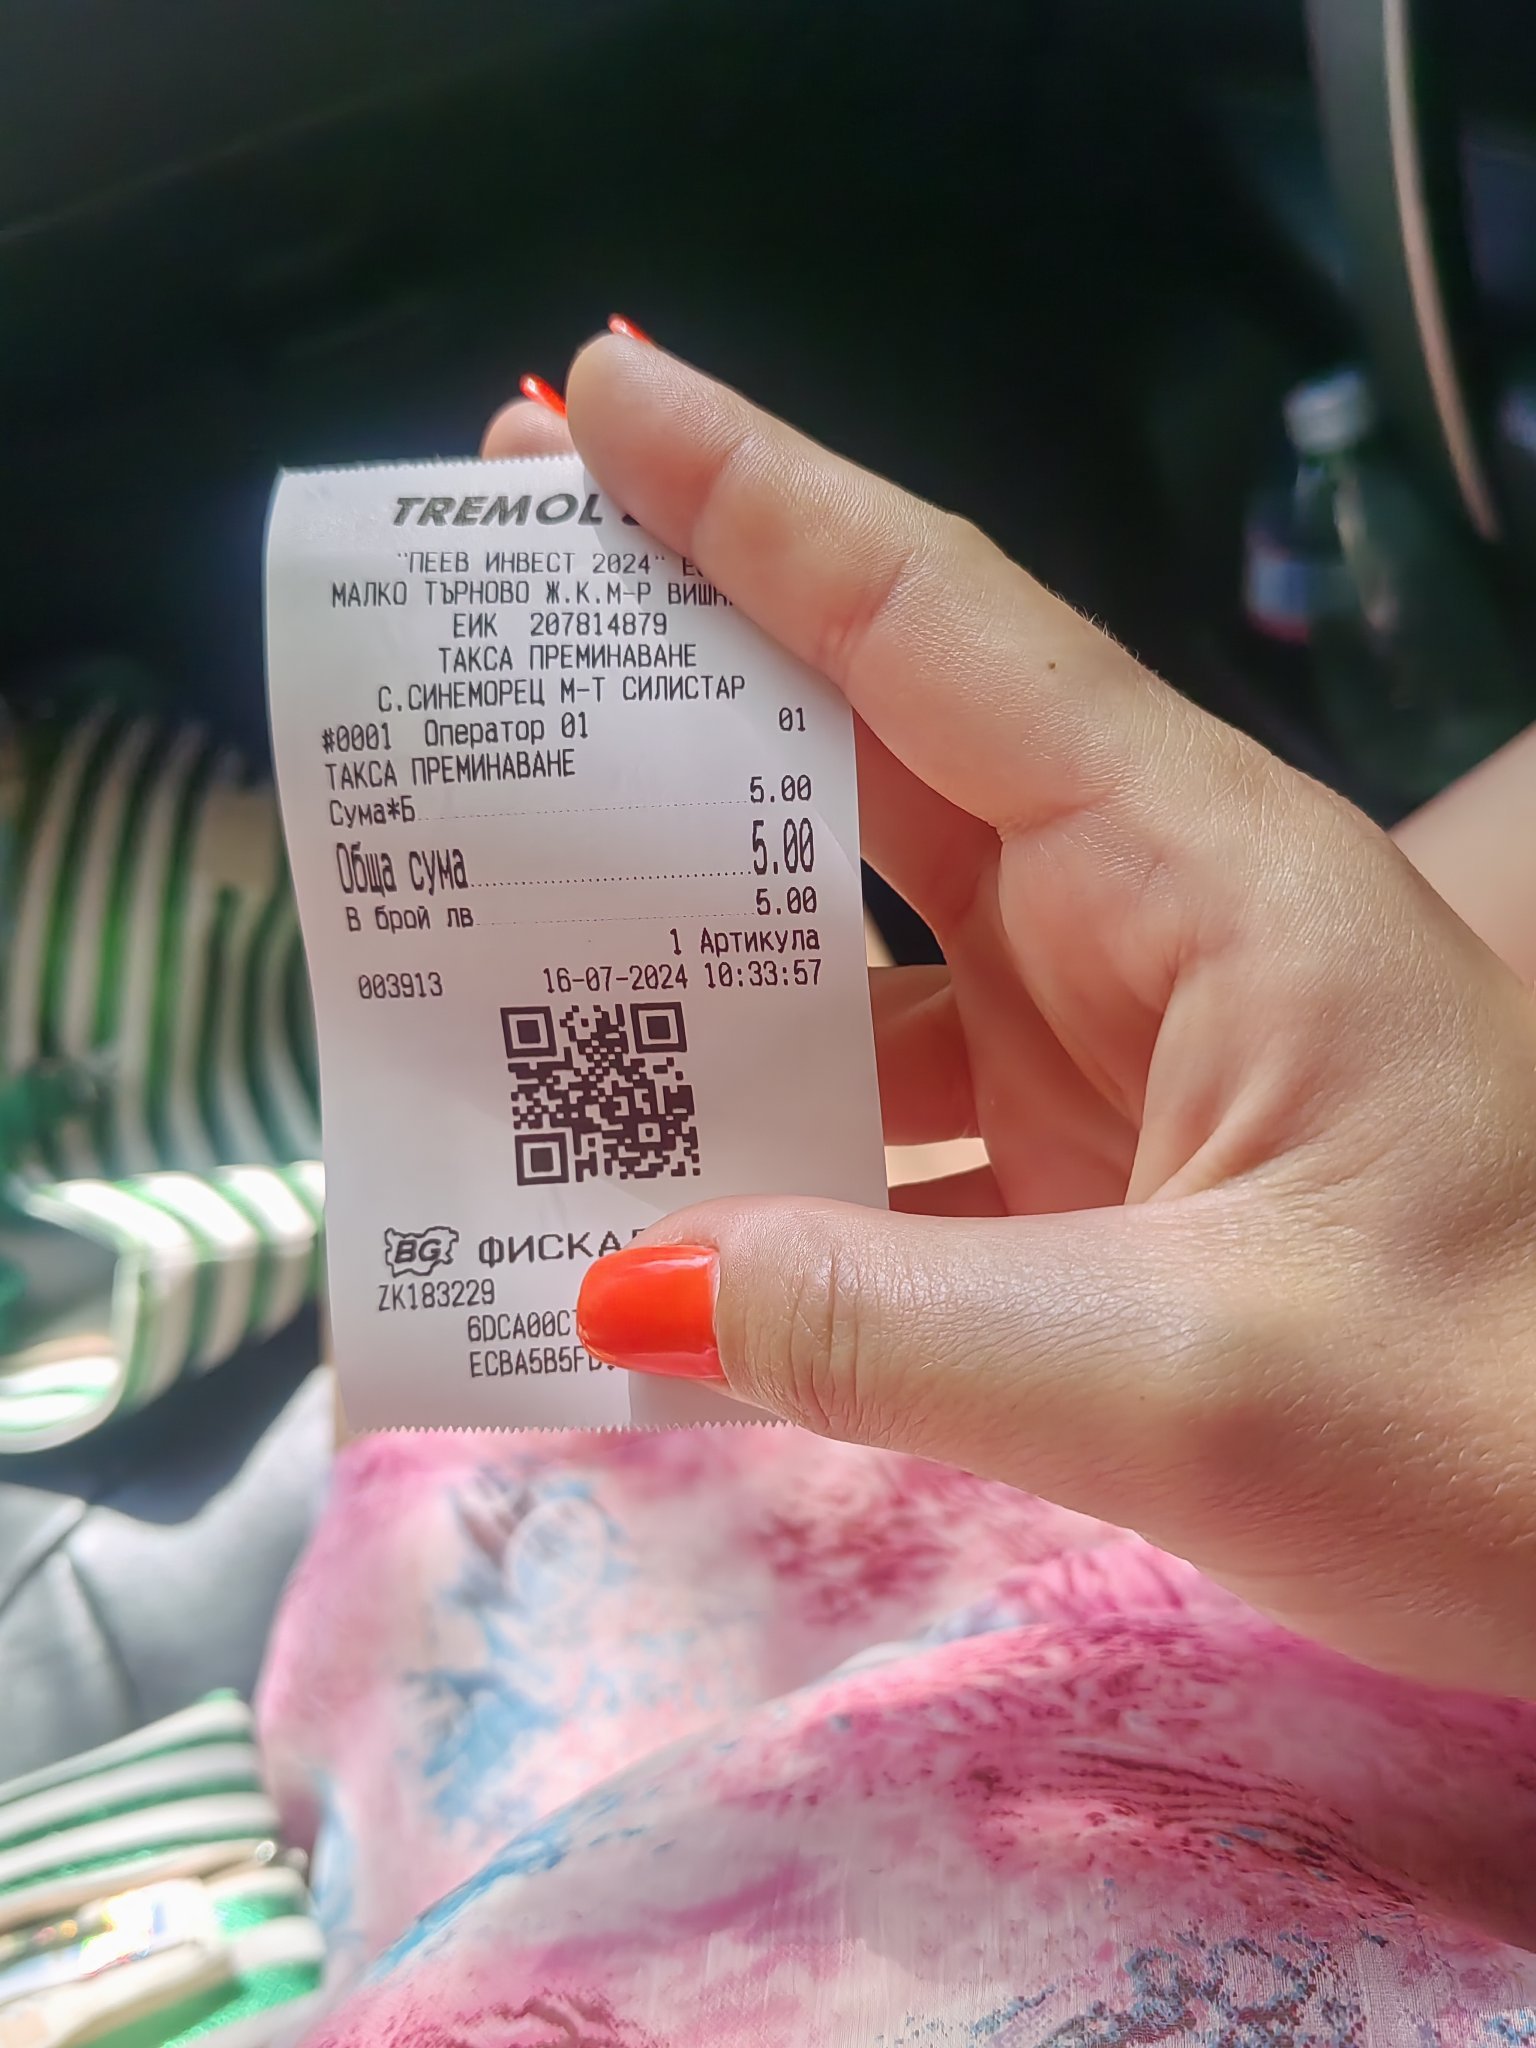 TREMOL
"ПЕЕВ ИНВЕСТ 2024"
МАЛКО ТЪРНОВО Ж.К.М-Р
ЕИК 207814879
ТАКСА ПРЕМИНАВАНЕ
С.СИНЕМОРЕЦ М-Т СИЛИСТАР
#0001 Оператор 01 01
ТАКСА ПРЕМИНАВАНЕ
Сума*Б 5.00
Обща сума 5.00
В брой лв 5.00
1 Артикула
003913 16-07-2024 10:33:57
BG
ZK183229